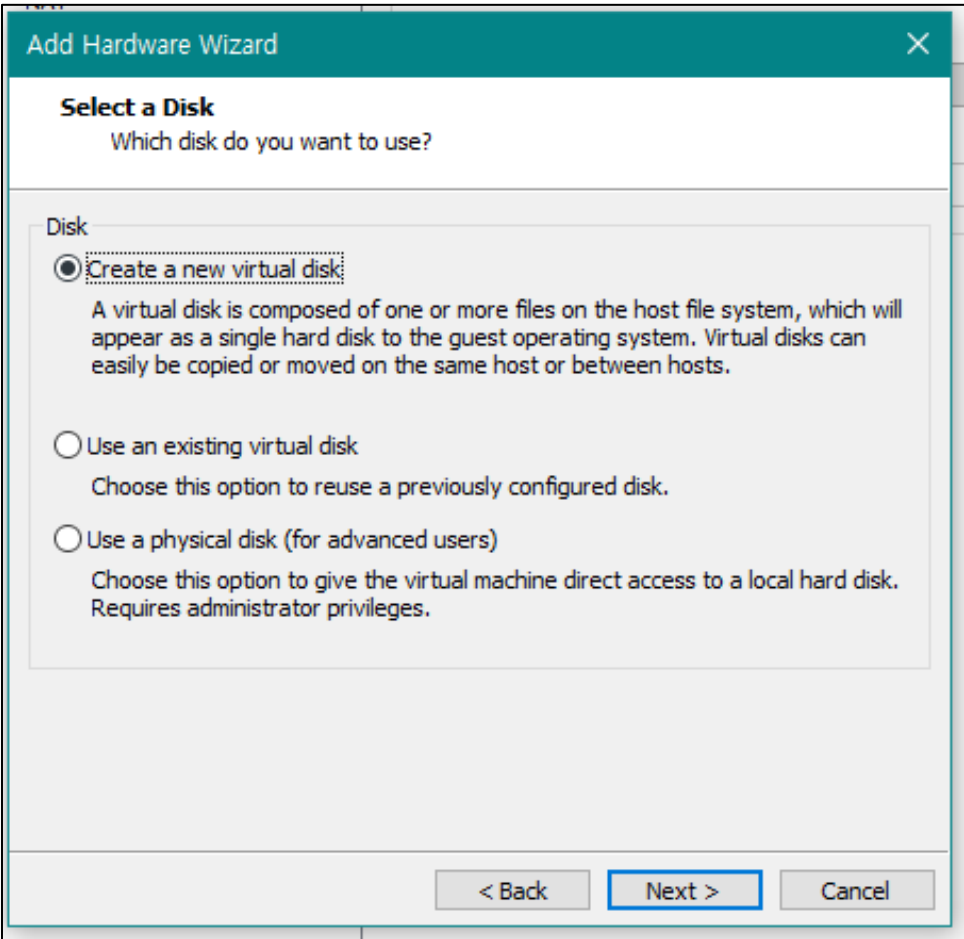 Add Hardware Wizard
Select a Disk
Which disk do you want to use?
Disk
Create a new virtual disk
A virtual disk is composed of one or more files on the host file system, which will
appear as a single hard disk to the guest operating system. Virtual disks can
easily be copied or moved on the same host or between hosts.
Use an existing virtual disk
Choose this option to reuse a previously configured disk.
Use a physical disk (for advanced users)
Choose this option to give the virtual machine direct access to a local hard disk.
Requires administrator privileges.
< Back
Next >
Cancel